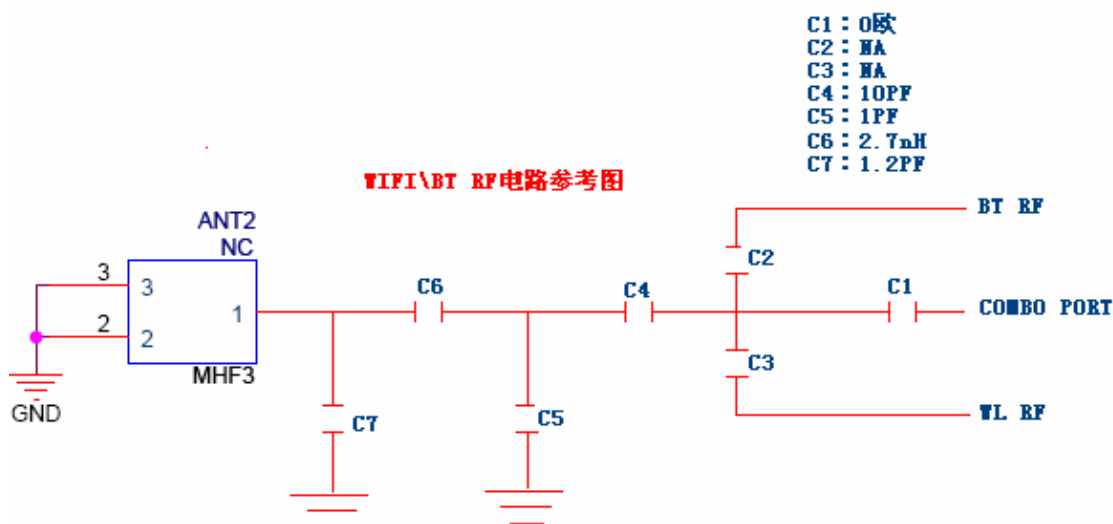 C1：0欧
C2：NA
C3：NA
C4：10PF
C5：1PF
C6：2.7nH
C7：1.2PF
WIFI\BT RF电路参考图
BT RF
ANT2
NC
C2
3
3
C6
C4
C1
1
COMBO PORT
2
2
C3
MHF3
GND
C7
C5
WL RF